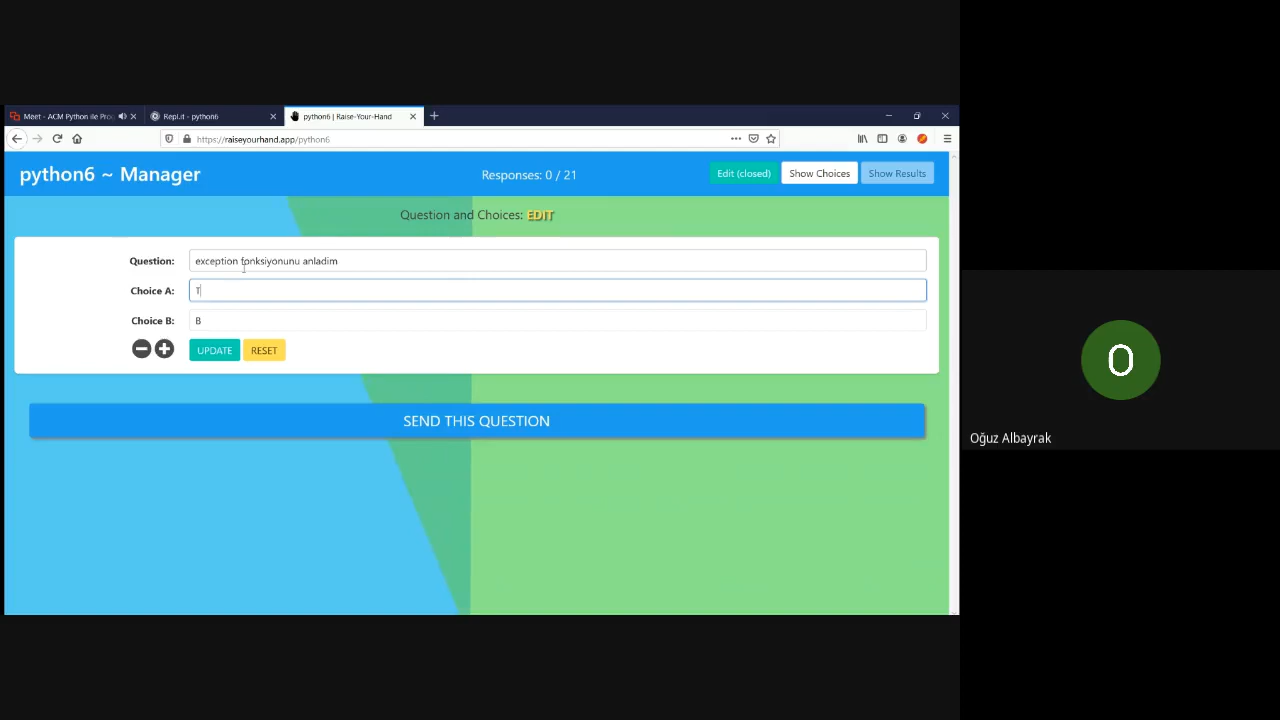 Meet - ACM Python ile Pro
Repl.it - python6
python6 | Raise-Your-Hand
https://raiseyourhand.app/python6
python6 ~ Manager
Responses: 0 / 21
Edit (closed)
Show Choices
Show Results
Question and Choices: EDIT
Question: exception fonksiyonunu anladim
Choice A: T
Choice B: B
UPDATE
RESET
SEND THIS QUESTION
O
Oğuz Albayrak